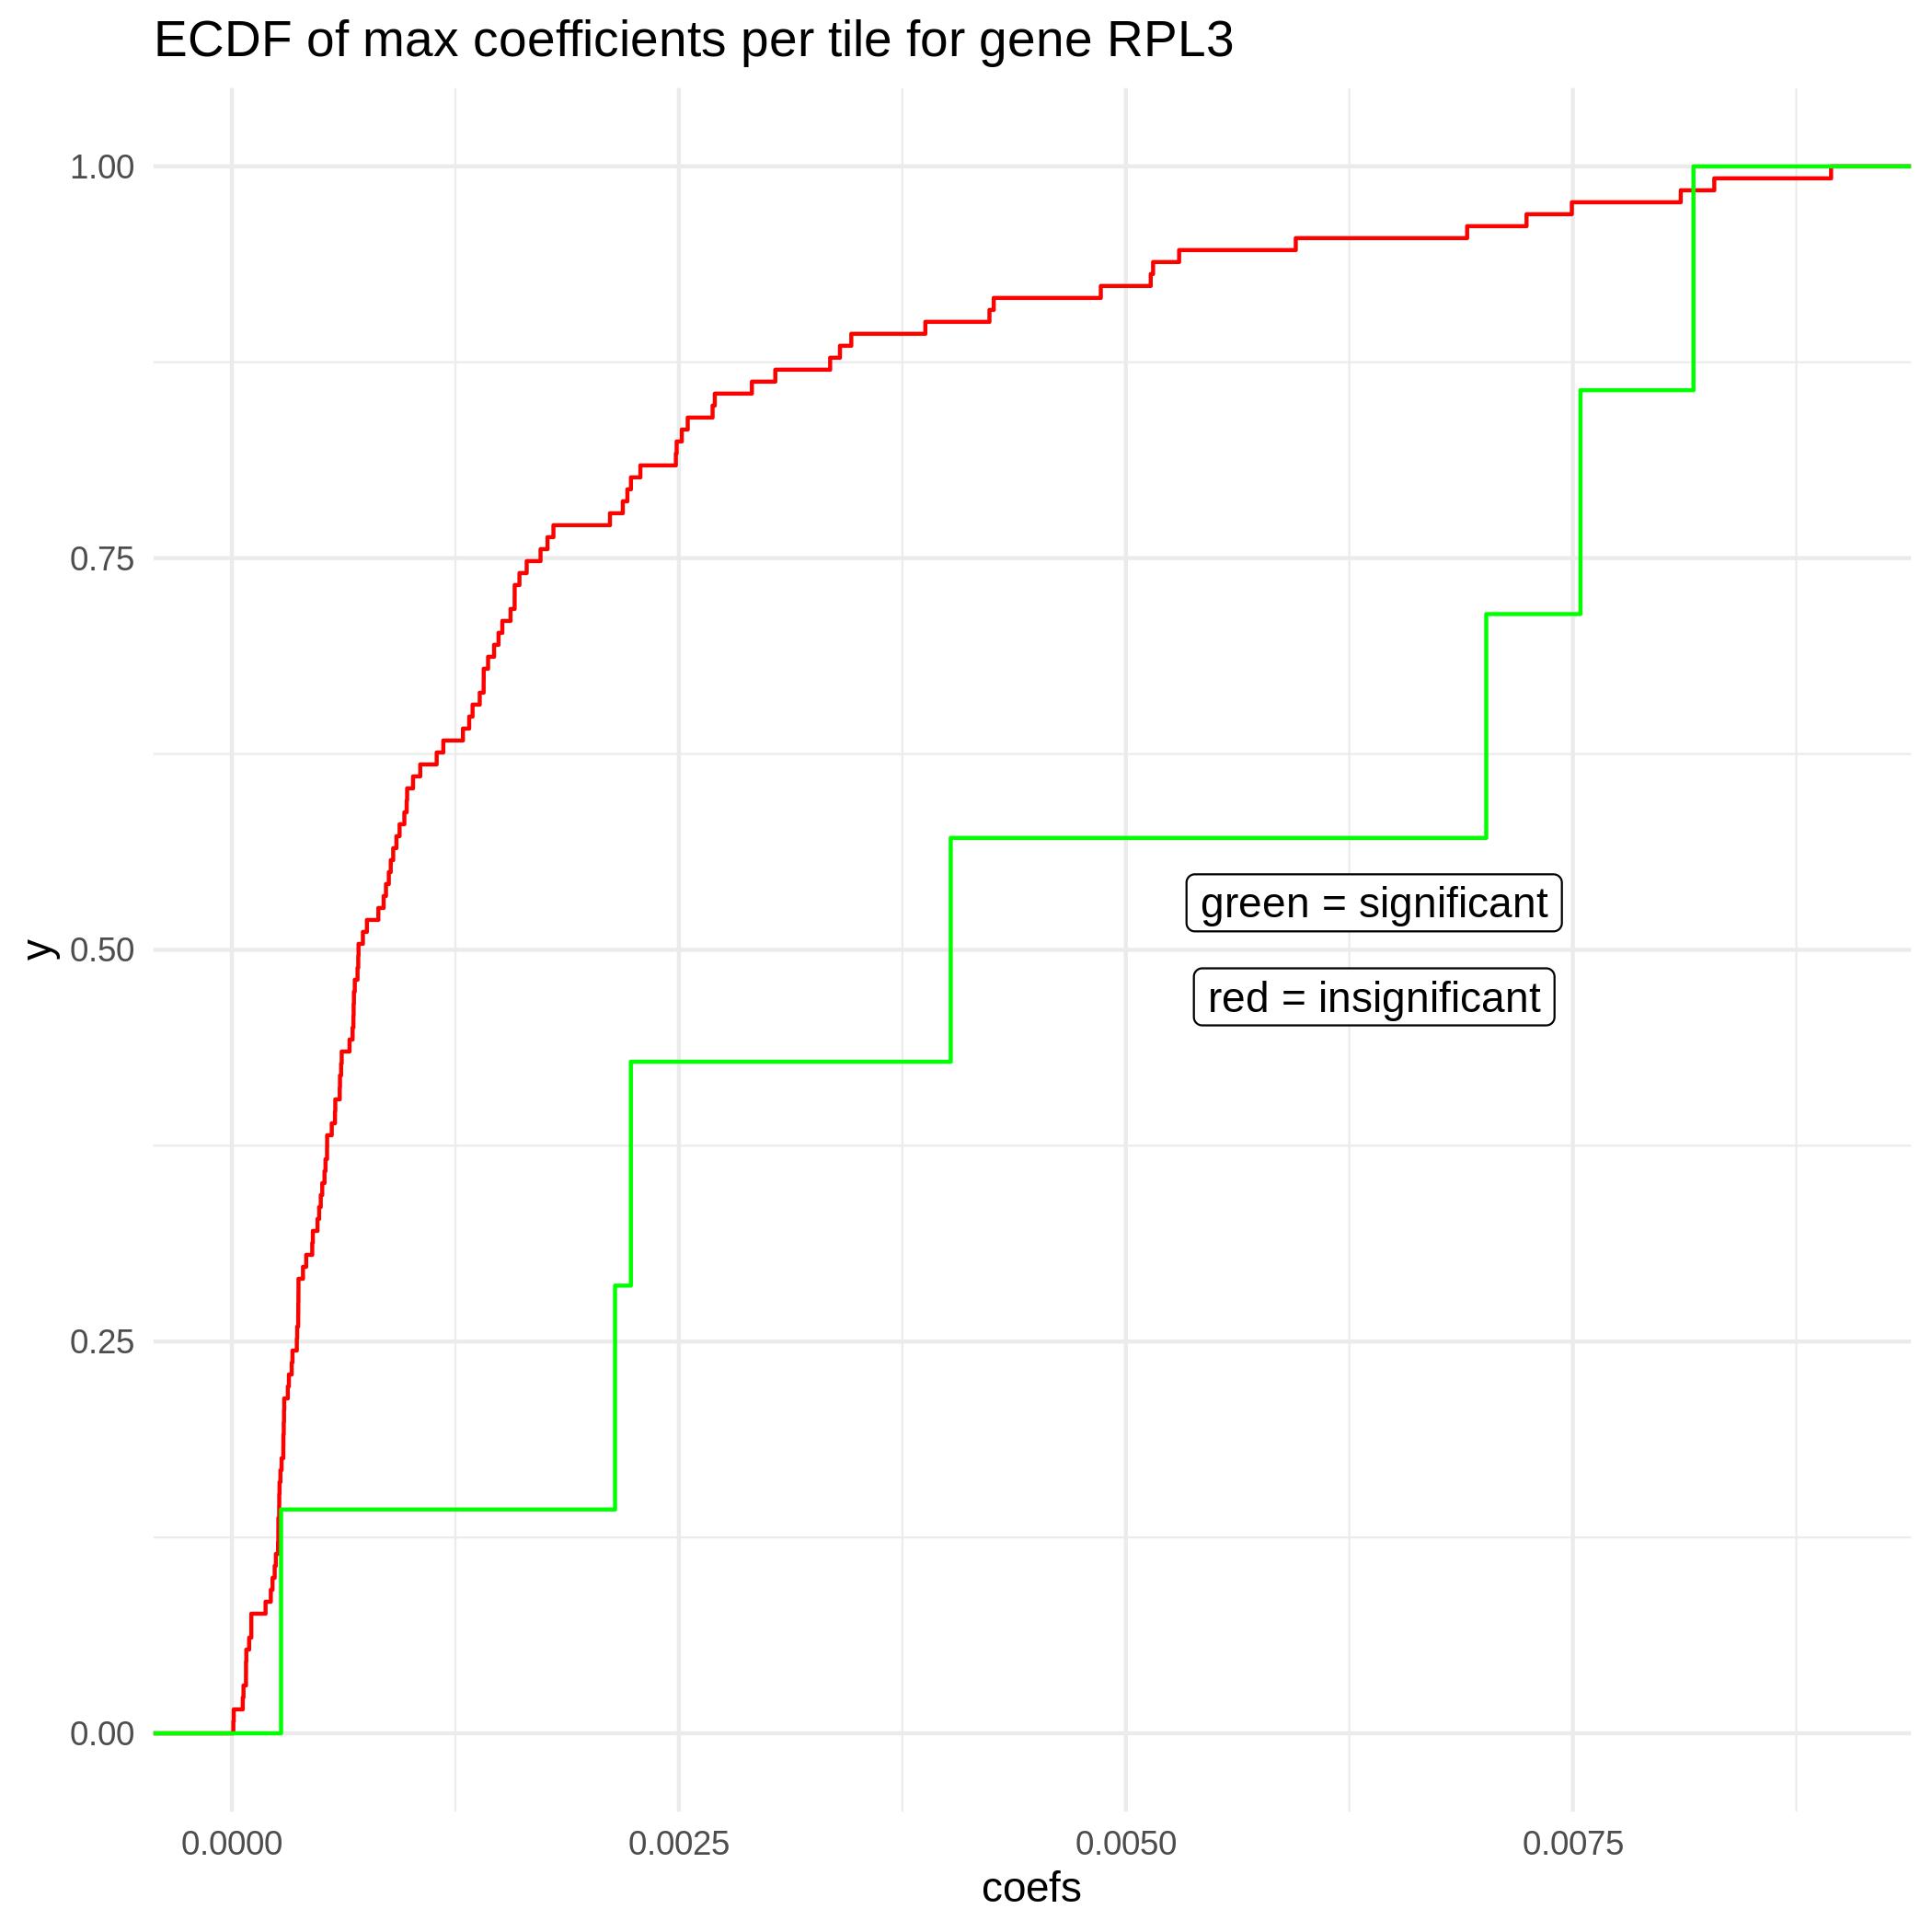 ECDF of max coefficients per tile for gene RPL3
1.00
0.75
0.50
0.25
0.00
y
green = significant
red = insignificant
0.0000 0.0025 0.0050 0.0075
coefs